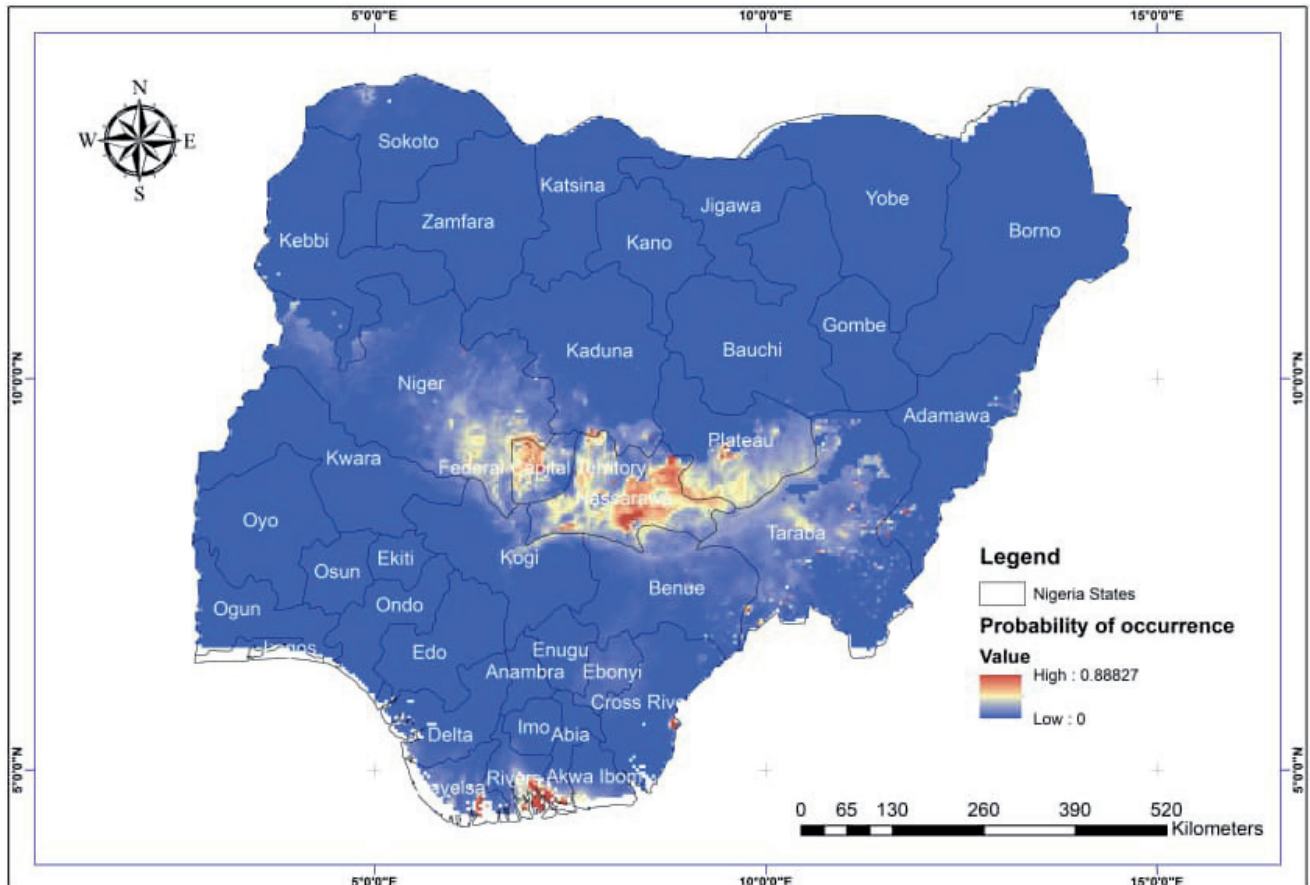 5°0'0"E 10°0'0"E 15°0'0"E
N
W E
S
Sokoto
Katsina
Jigawa
Yobe
Zamfara
Kebbi
Kano
Borno
Gombe
Kaduna
Bauchi
10°0'0"N 10°0'0"N
Niger
Adamawa
Plateau
Kwara
Federal Capital Territory
Nassarawa
Oyo
Taraba
Kogi
Ekiti
Osun
Benue
Ogun
Ondo
Lagos
Edo
Enugu
Anambra
Ebonyi
Cross River
Delta
Imo
Abia
Rivers
Akwa Ibom
Bayelsa
5°0'0"N 5°0'0"N
Legend
Nigeria States
Probability of occurrence
Value
High : 0.88827
Low : 0
0 65 130 260 390 520
Kilometers
5°0'0"E 10°0'0"E 15°0'0"E